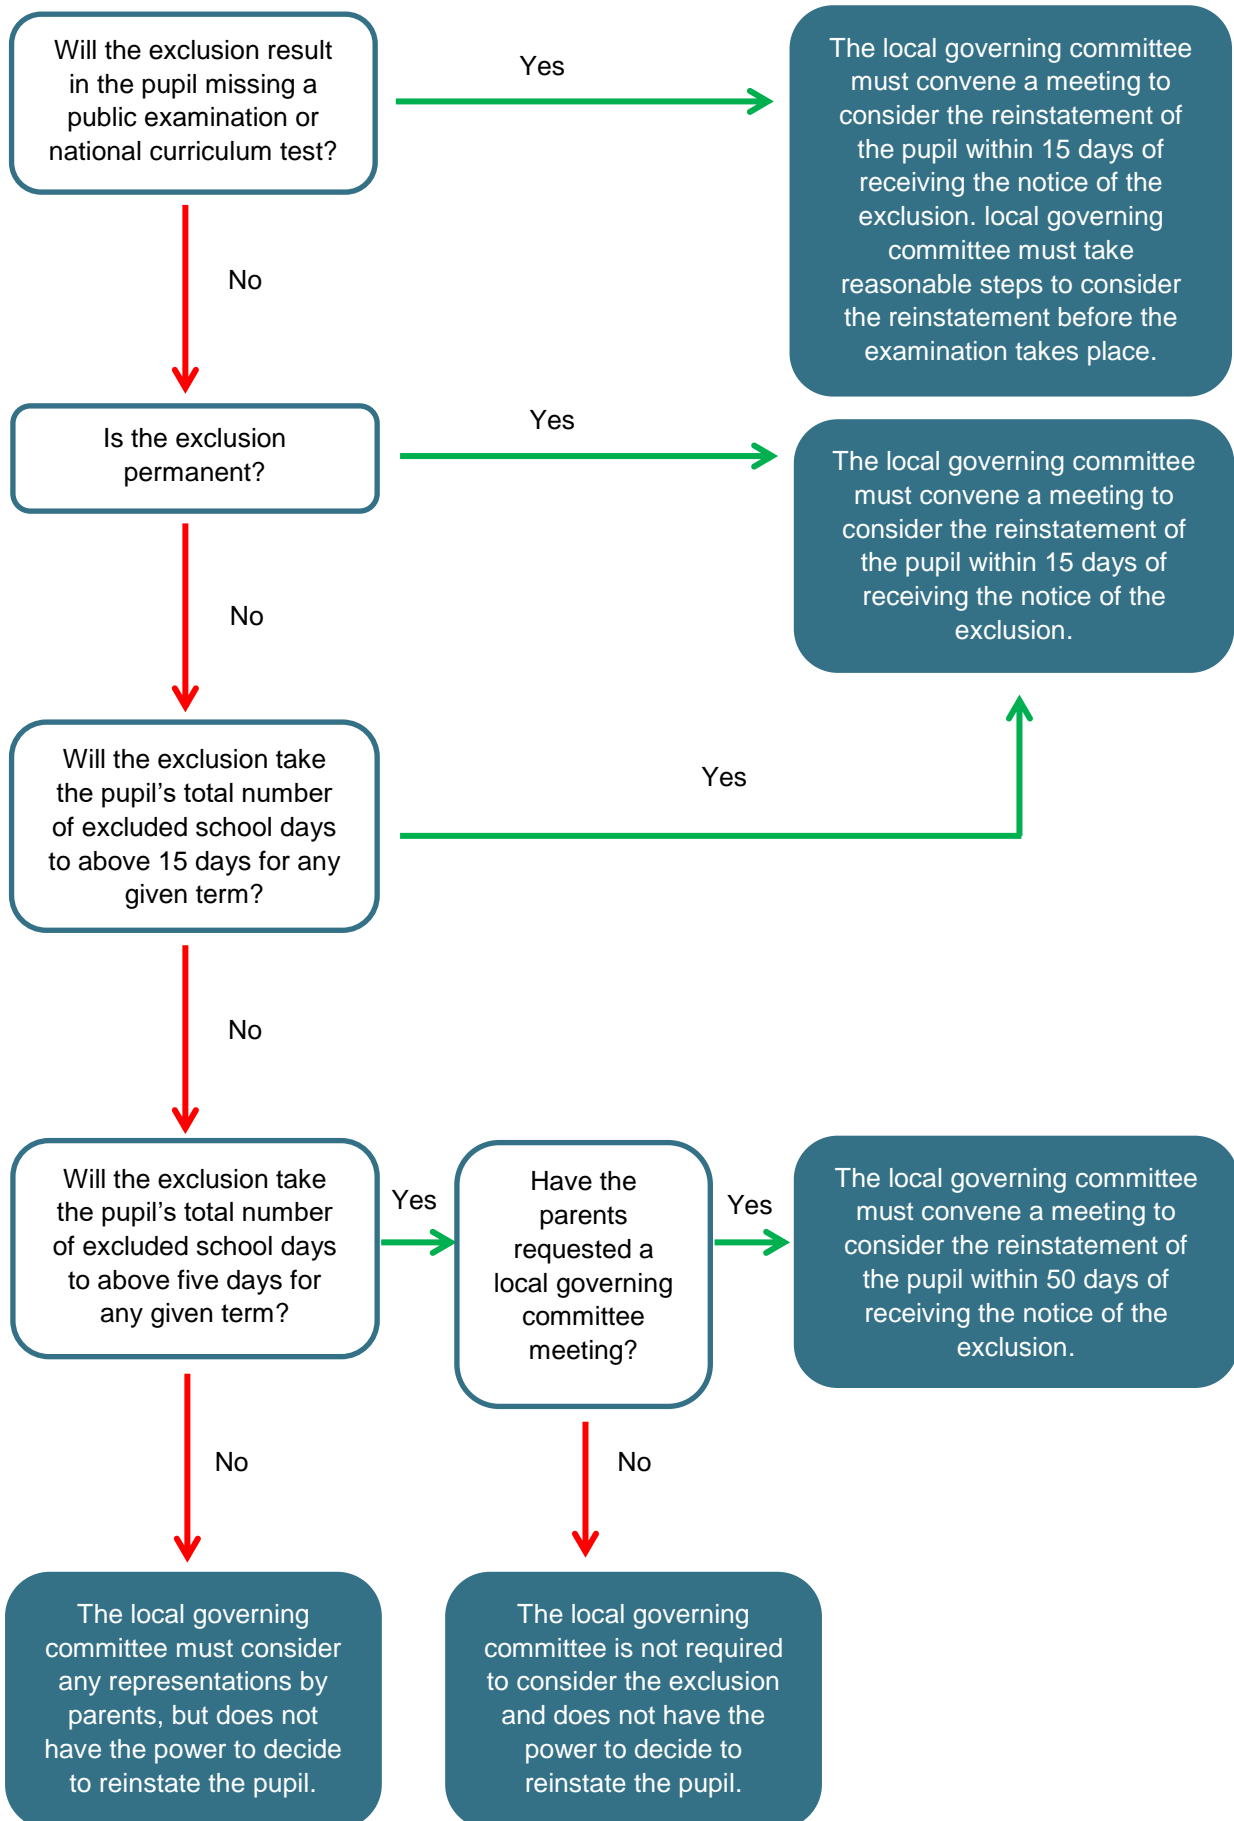 Will the exclusion result
in the pupil missing a
public examination or
national curriculum test?
Yes
The local governing committee
must convene a meeting to
consider the reinstatement of
the pupil within 15 days of
receiving the notice of the
exclusion. local governing
committee must take
reasonable steps to consider
the reinstatement before the
examination takes place.
No
Is the exclusion
permanent?
Yes
The local governing committee
must convene a meeting to
consider the reinstatement of
the pupil within 15 days of
receiving the notice of the
exclusion.
No
Will the exclusion take
the pupil’s total number
of excluded school days
to above 15 days for any
given term?
Yes
No
Will the exclusion take
the pupil’s total number
of excluded school days
to above five days for
any given term?
Yes
Have the
parents
requested a
local governing
committee
meeting?
Yes
The local governing committee
must convene a meeting to
consider the reinstatement of
the pupil within 50 days of
receiving the notice of the
exclusion.
No
No
The local governing
committee must consider
any representations by
parents, but does not
have the power to decide
to reinstate the pupil.
The local governing
committee is not required
to consider the exclusion
and does not have the
power to decide to
reinstate the pupil.